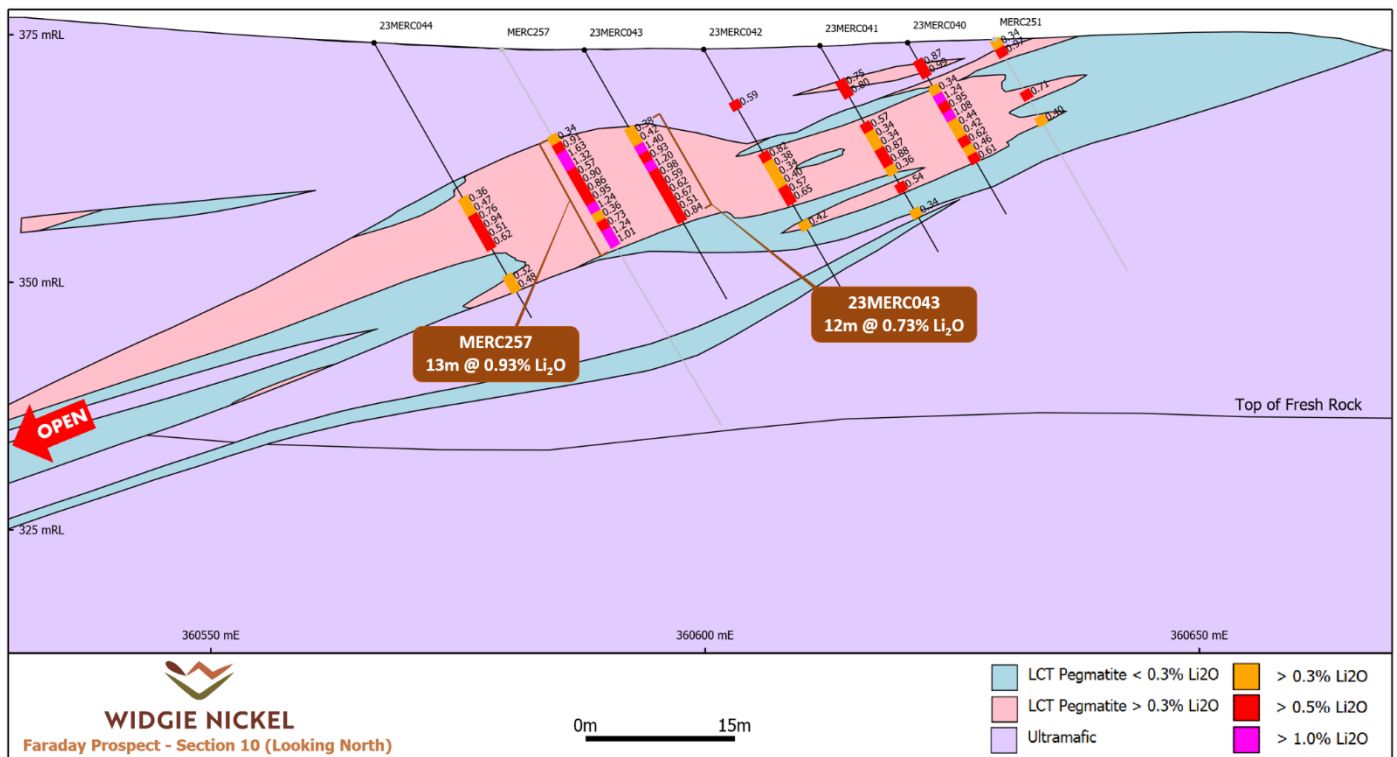 23MERC044
MERC257
23MERC043
23MERC042
23MERC041
23MERC040
MERC251
375 mRL
350 mRL
325 mRL
0.36
0.47
0.76
0.94
0.51
0.62
0.32
0.48
0.34
0.91
1.63
1.32
0.57
0.90
0.86
0.95
1.24
0.36
0.73
1.24
1.01
0.38
0.42
1.40
0.93
1.20
0.98
0.59
0.62
0.67
0.51
0.84
0.59
0.82
0.38
0.34
0.40
0.57
0.65
0.42
0.75
0.80
0.57
0.34
0.34
0.87
0.88
0.36
0.54
0.34
0.87
0.99
0.34
1.24
0.95
1.08
0.44
0.42
0.62
0.46
0.61
0.34
0.97
0.71
0.40
MERC257
13m @ 0.93% Li₂O
23MERC043
12m @ 0.73% Li₂O
OPEN
Top of Fresh Rock
360550 mE
360600 mE
360650 mE
WIDGIE NICKEL
Faraday Prospect - Section 10 (Looking North)
0m
15m
LCT Pegmatite < 0.3% Li2O
LCT Pegmatite > 0.3% Li2O
Ultramafic
> 0.3% Li2O
> 0.5% Li2O
> 1.0% Li2O